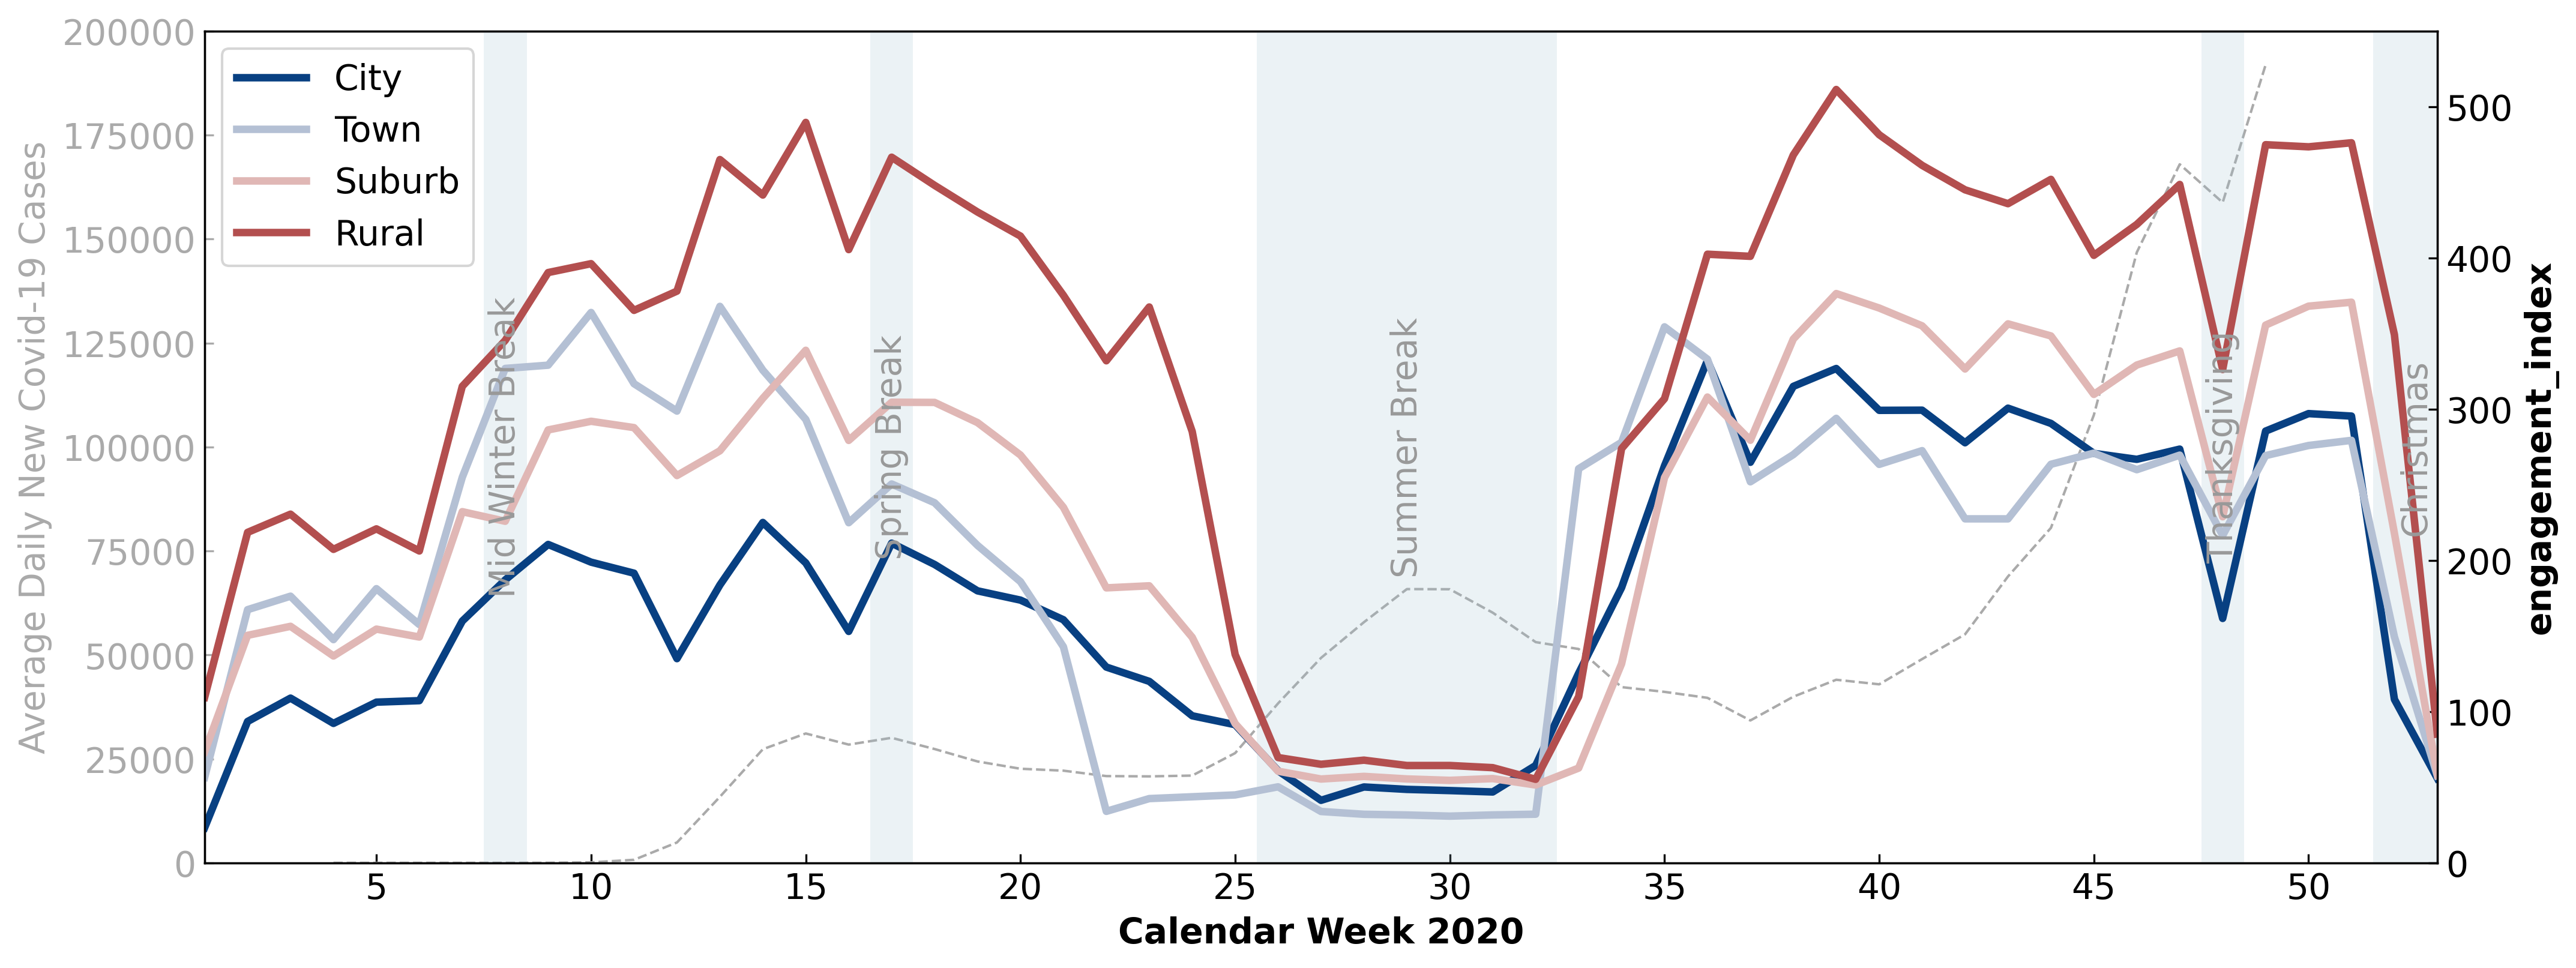 200000
175000
150000
125000
100000
75000
50000
25000
0
Average Daily New Covid-19 Cases
City
Town
Suburb
Rural
Mid Winter Break
Spring Break
Summer Break
Thanksgiving
Christmas
500
400
300
200
100
0
engagement_index
5 10 15 20 25 30 35 40 45 50
Calendar Week 2020